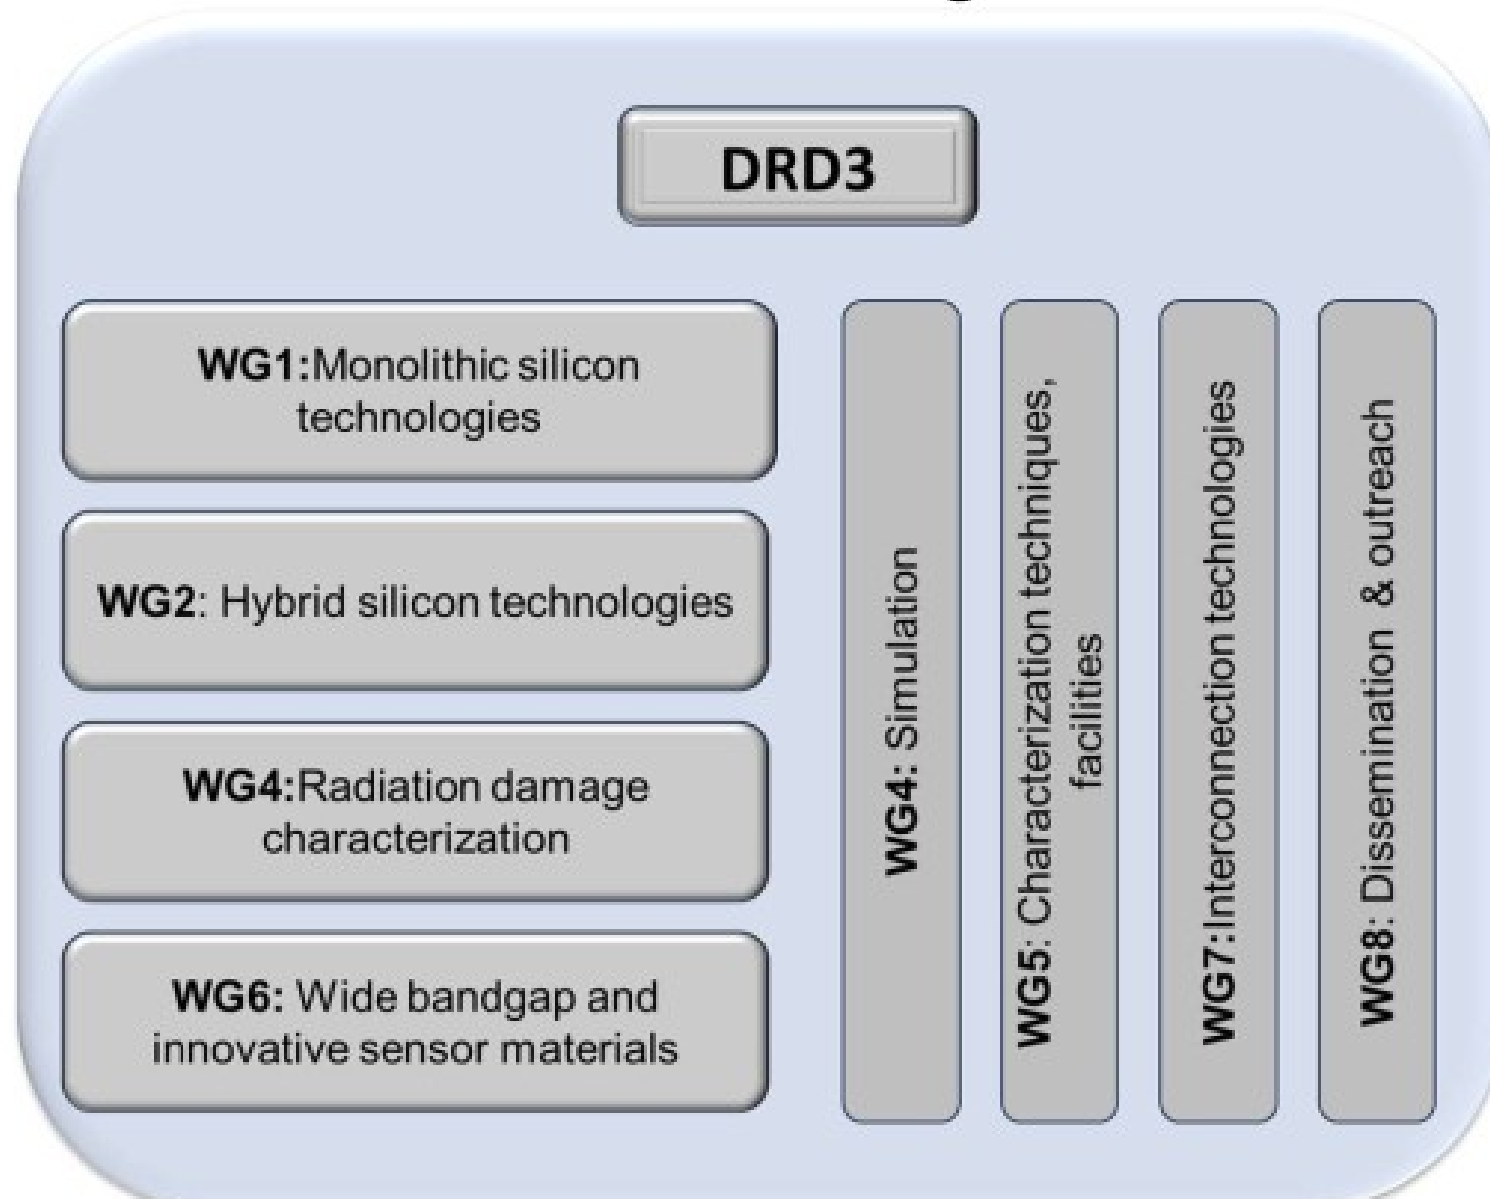 DRD3
WG1:Monolithic silicon
technologies
WG2: Hybrid silicon technologies
WG4:Radiation damage
characterization
WG6: Wide bandgap and
innovative sensor materials
WG4: Simulation
WG5: Characterization techniques,
facilities
WG7:Interconnection technologies
WG8: Dissemination & outreach